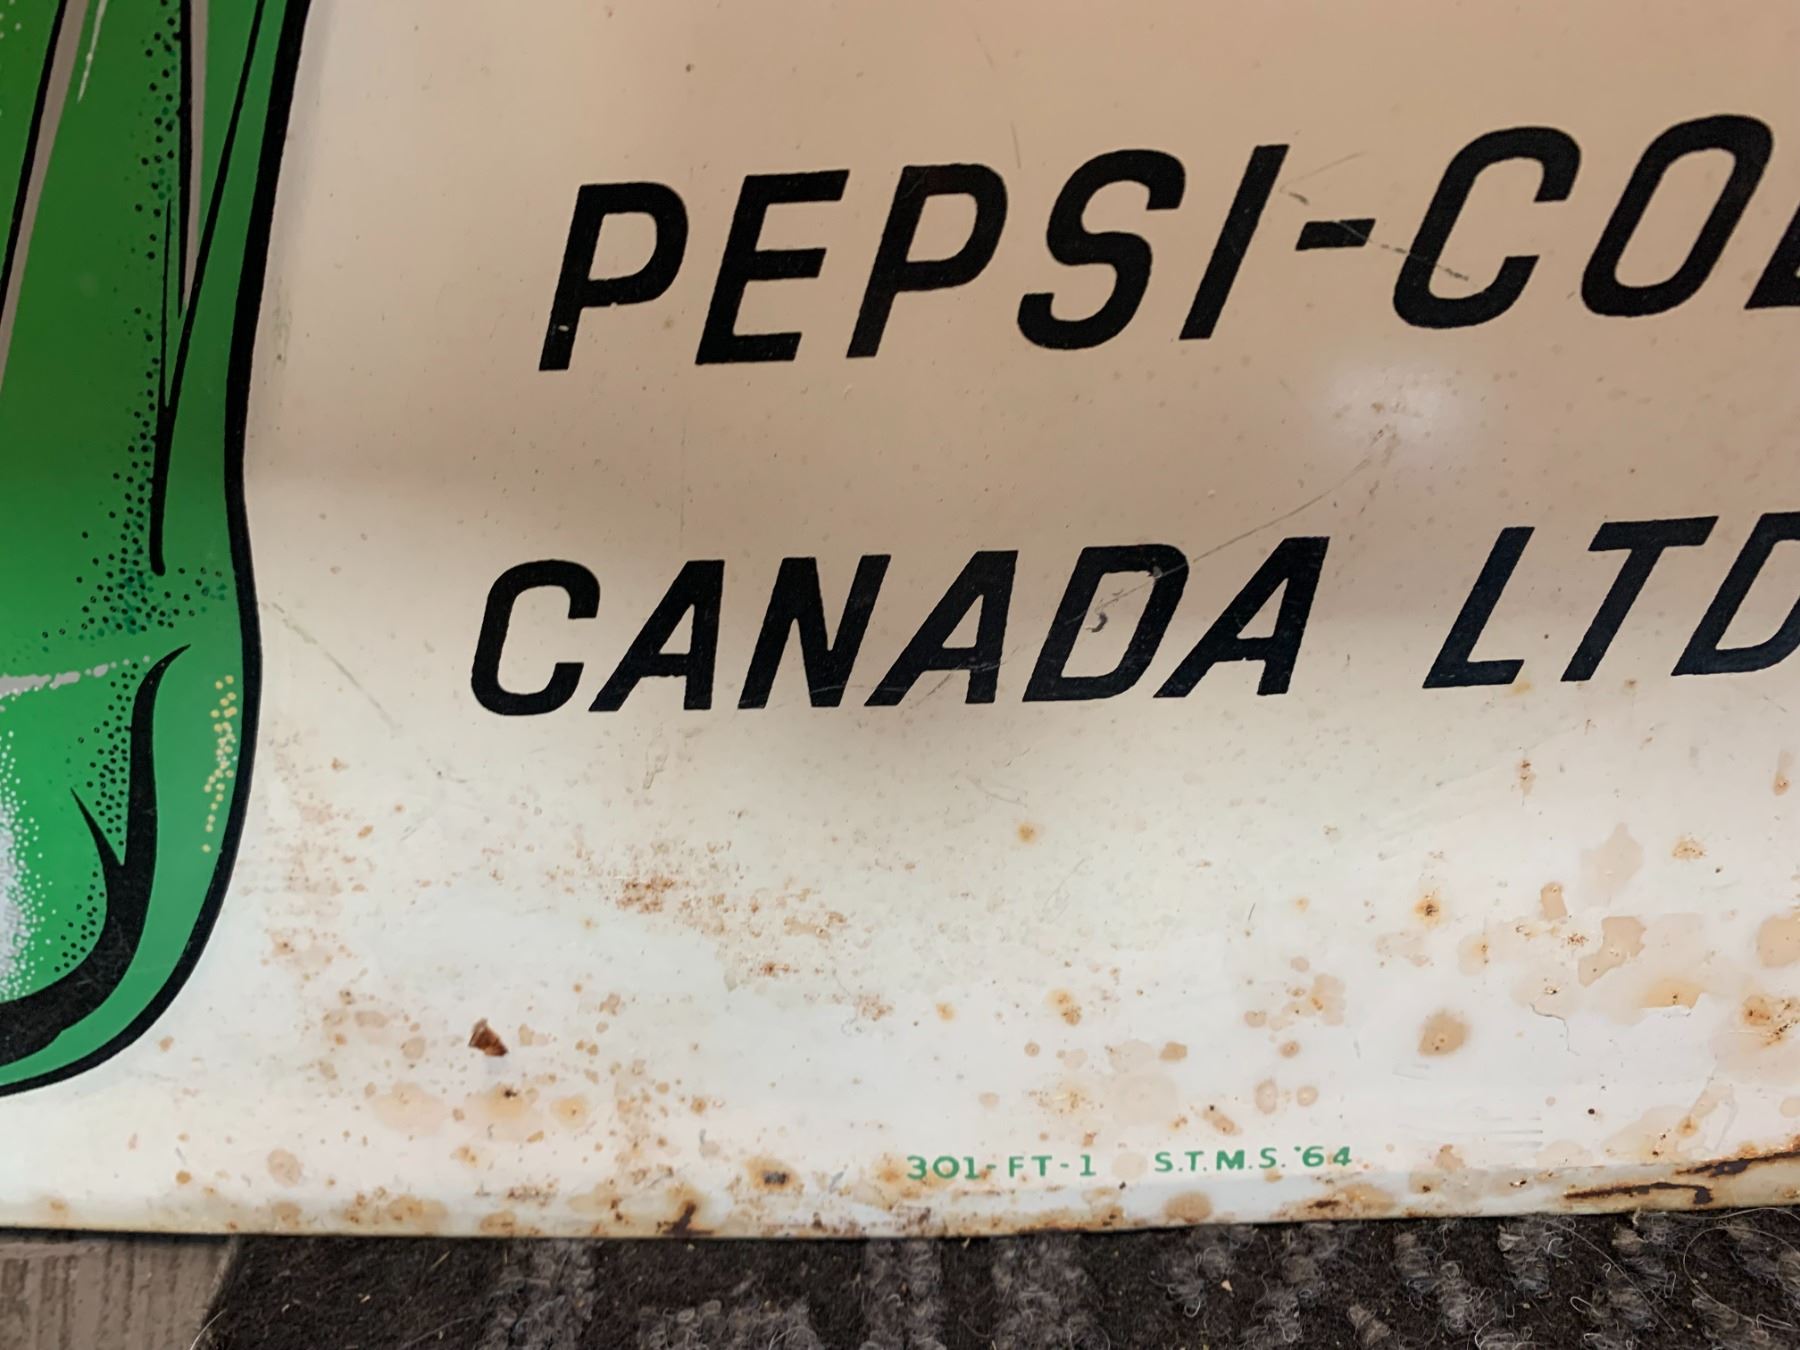 PEPSI-CO
CANADA LTD
301-FT-1 S.T.M.S. '64